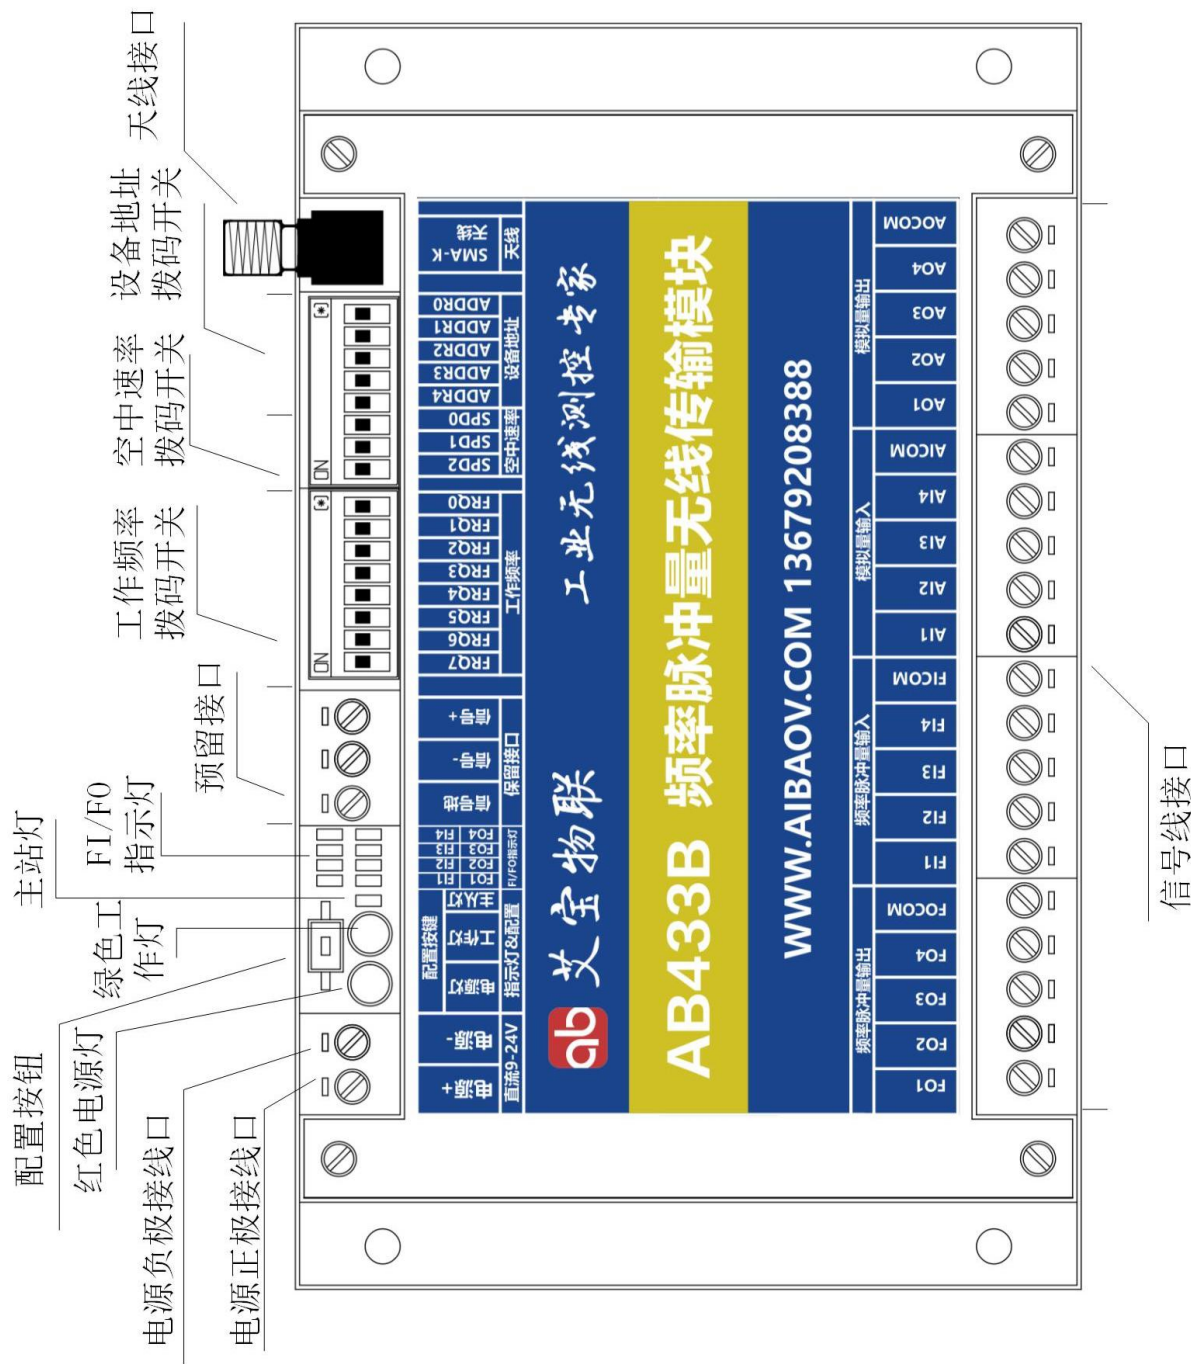 配置按钮
红色电源灯
电源负极接线口
电源正极接线口
绿色工
作灯
主站灯
FI/FO
指示灯
预留接口
工作频率
拨码开关
空中速率
拨码开关
设备地址
拨码开关
天线接口
ON
ON
电源+
电源-
直流9-24V
配置按键
电源灯
工作灯
主从灯
指示灯&配置
FO1 FI1
FO2 FI2
FO3 FI3
FO4 FI4
FI/FO指示灯
信号地
信号-
信号+
保留接口
FRQ7
FRQ6
FRQ5
FRQ4
FRQ3
FRQ2
FRQ1
FRQ0
工作频率
SPD2
SPD1
SPD0
空中速率
ADDR4
ADDR3
ADDR2
ADDR1
ADDR0
设备地址
SMA-K
天线
天线
ab 艾宝物联
工业无线测控专家
AB433B 频率脉冲量无线传输模块
WWW.AIBAOV.COM 13679208388
频率脉冲量输出
频率脉冲量输入
模拟量输入
模拟量输出
FO1
FO2
FO3
FO4
FOCOM
FI1
FI2
FI3
FI4
FICOM
AI1
AI2
AI3
AI4
AICOM
AO1
AO2
AO3
AO4
AOCOM
信号线接口